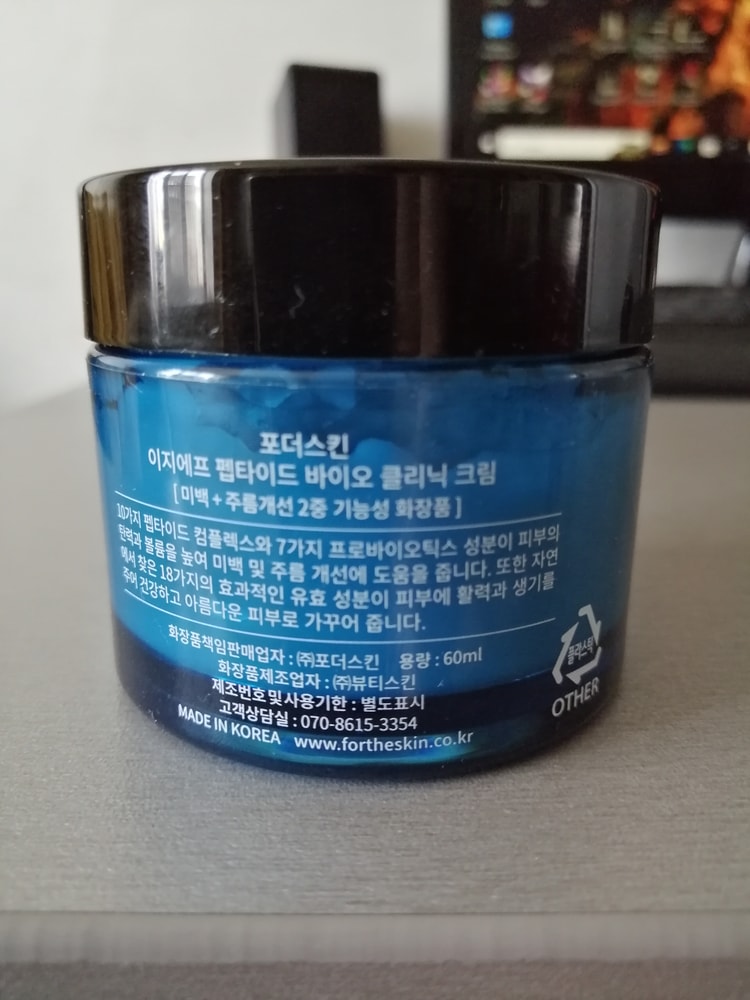 포더스킨
이지에프 펩타이드 바이오 클리닉 크림
[ 미백 + 주름개선 2중 기능성 화장품 ]
10가지 펩타이드 컴플렉스와 7가지 프로바이오틱스 성분이 피부의
탄력과 볼륨을 높여 미백 및 주름 개선에 도움을 줍니다. 또한 자연
에서 찾은 18가지의 효과적인 유효 성분이 피부에 활력과 생기를
주어 건강하고 아름다운 피부로 가꾸어 줍니다.
화장품책임판매업자 : ㈜포더스킨 용량 : 60ml
화장품제조업자 : ㈜뷰티스킨
제조번호및사용기한 : 별도표시
고객상담실 : 070-8615-3354
MADE IN KOREA www.fortheskin.co.kr
플라스틱
OTHER